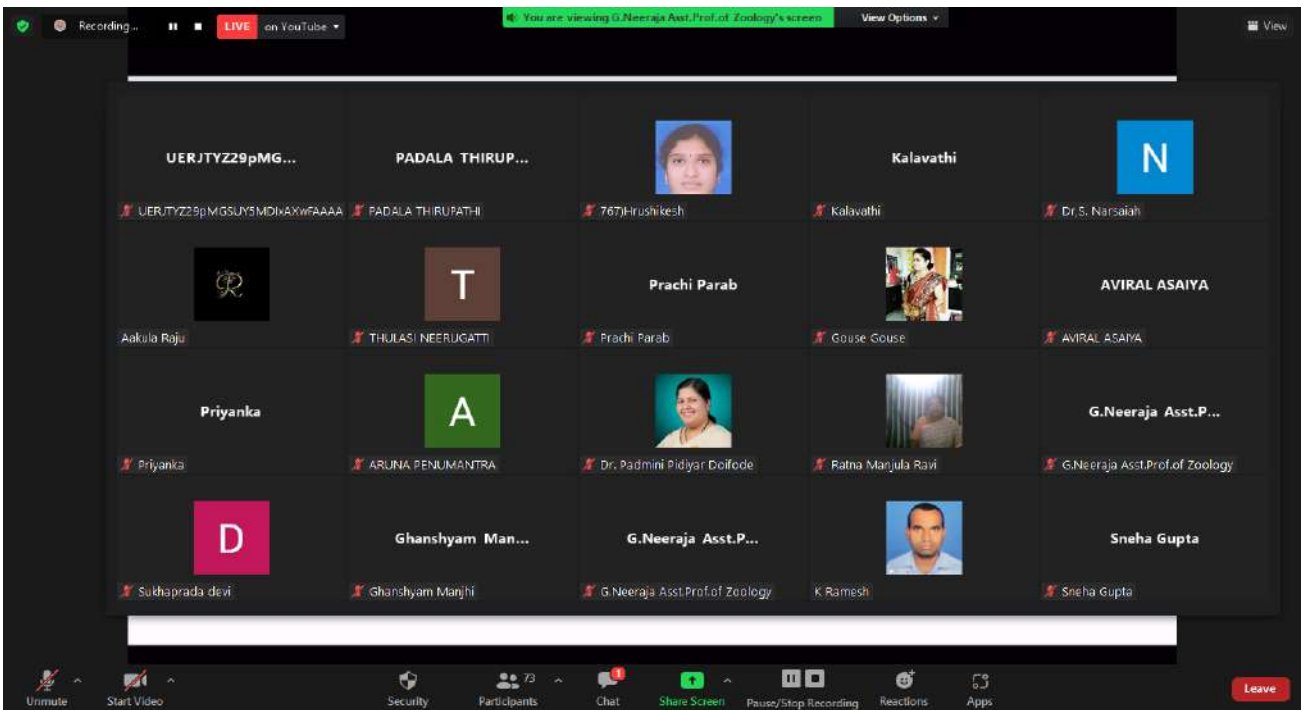 Recording... LIVE on YouTube You are viewing G.Neeraja Asst.Prof.of Zoology's screen View Options View
UERJTYZ29pMG... PADALA THIRUP... Kalavathi N
UERJTYZ29pMGSUY5MDIxAXwFAAAA PADALA THIRUPATHI 767)Hrushikesh Kalavathi Dr.S. Narsaiah
T Prachi Parab AVIRAL ASAIYA
Aakula Raju THULASI NEERUGATTI Prachi Parab Gouse Gouse AVIRAL ASAIYA
Priyanka A G.Neeraja Asst.P...
Priyanka ARUNA PENUMANTRA Dr. Padmini Pidiyar Doifode Ratna Manjula Ravi G.Neeraja Asst.Prof.of Zoology
D Ghanshyam Man... G.Neeraja Asst.P... Sneha Gupta
Sukhaprada devi Ghanshyam Manjhi G.Neeraja Asst.Prof.of Zoology K Ramesh Sneha Gupta
73 1
Unmute Start Video Security Participants Chat Share Screen Pause/Stop Recording Reactions Apps Leave